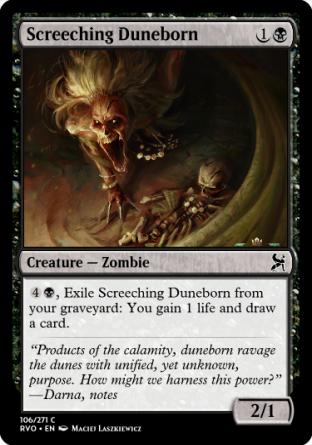 Screeching Duneborn 1
Creature — Zombie
4, Exile Screeching Duneborn from
your graveyard: You gain 1 life and draw
a card.
“Products of the calamity, duneborn ravage
the dunes with unified, yet unknown,
purpose. How might we harness this power?”
—Darna, notes
2/1
106/271 C
RVO • EN Maciej Laszkiewicz